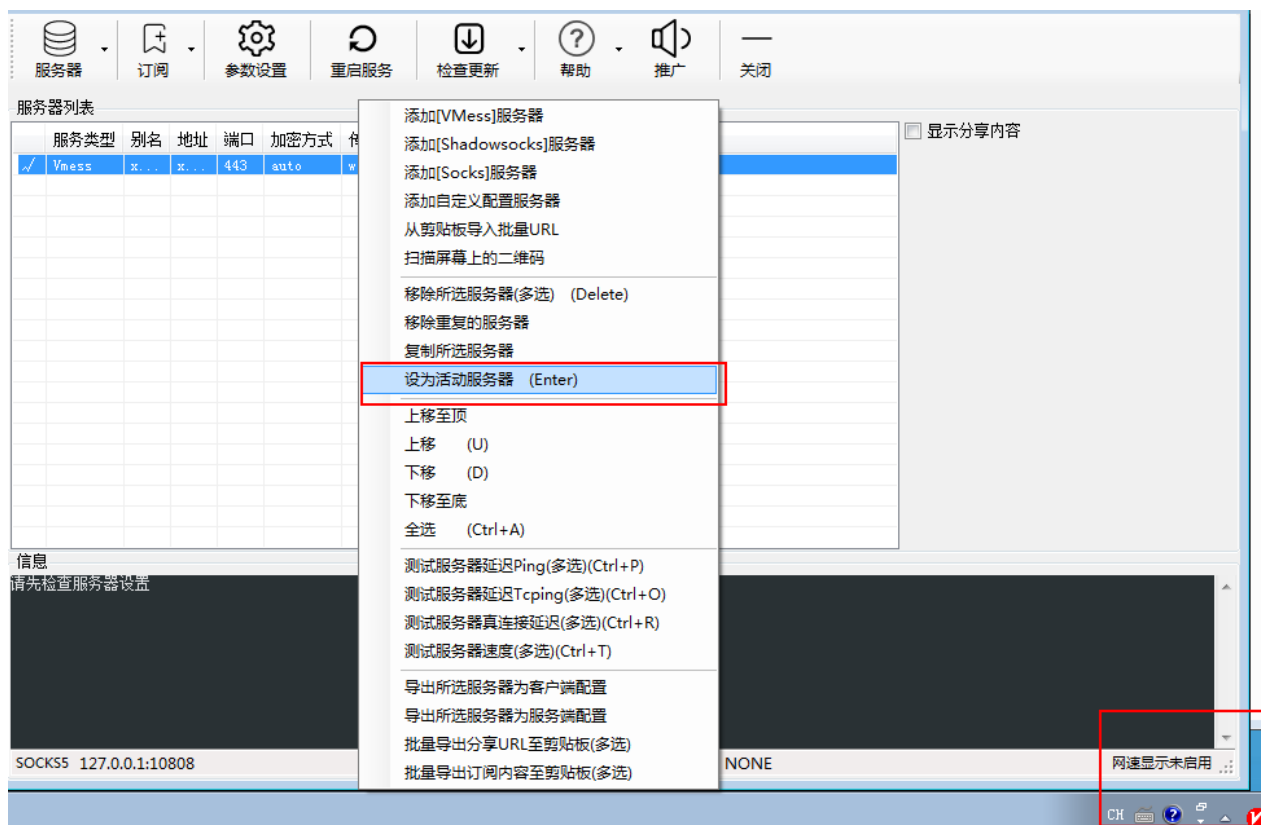 服务器 订阅 参数设置 重启服务 检查更新 帮助 推广 关闭
服务器列表
服务类型 别名 地址 端口 加密方式
Vmess x... x... 443 auto w
显示分享内容
添加[VMess]服务器
添加[Shadowsocks]服务器
添加[Socks]服务器
添加自定义配置服务器
从剪贴板导入批量URL
扫描屏幕上的二维码
移除所选服务器(多选) (Delete)
移除重复的服务器
复制所选服务器
设为活动服务器 (Enter)
上移至顶
上移 (U)
下移 (D)
下移至底
全选 (Ctrl+A)
测试服务器延迟Ping(多选)(Ctrl+P)
测试服务器延迟Tcping(多选)(Ctrl+O)
测试服务器真连接延迟(多选)(Ctrl+R)
测试服务器速度(多选)(Ctrl+T)
导出所选服务器为客户端配置
导出所选服务器为服务端配置
批量导出分享URL至剪贴板(多选)
批量导出订阅内容至剪贴板(多选)
信息
请先检查服务器设置
SOCKS5 127.0.0.1:10808 NONE 网速显示未启用
CH